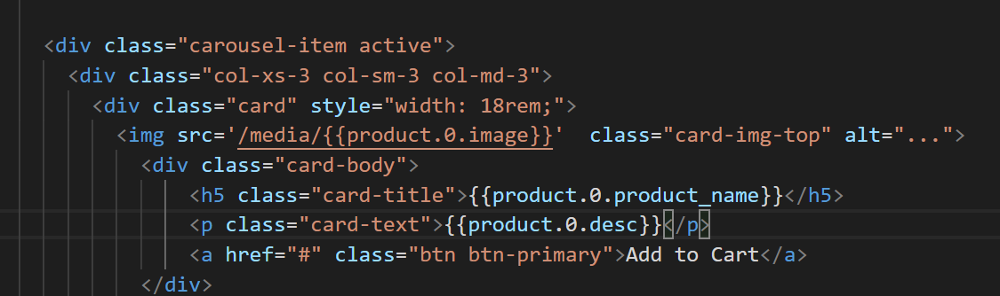 <div class="carousel-item active">
<div class="col-xs-3 col-sm-3 col-md-3">
<div class="card" style="width: 18rem;">
<img src='/media/{{product.0.image}}'  class="card-img-top" alt="...">
<div class="card-body">
<h5 class="card-title">{{product.0.product_name}}</h5>
<p class="card-text">{{product.0.desc}}</p>
<a href="#" class="btn btn-primary">Add to Cart</a>
</div>